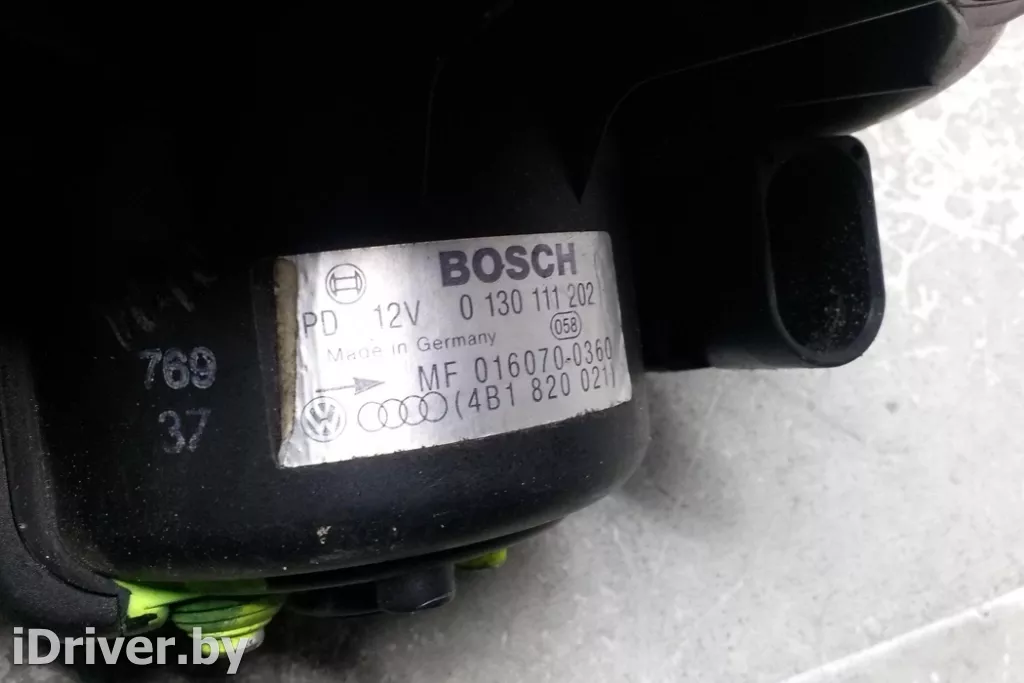 BOSCH
PD 12V 0 130 111 202
Made in Germany 058
MF 016070-0360
(4B1 820 021)
769
37
iDriver.by